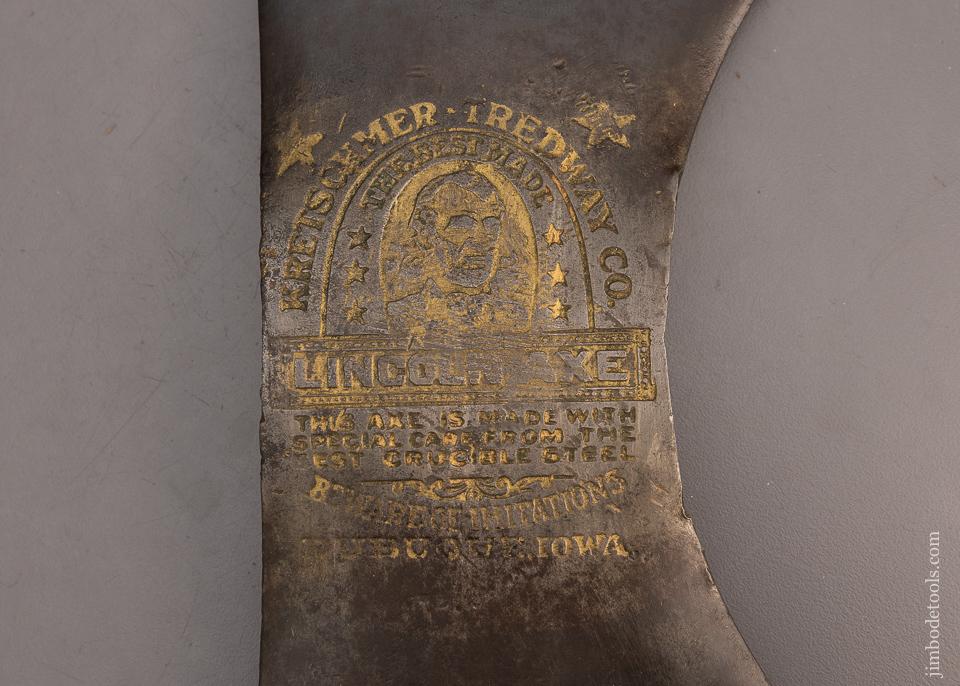 KRETSCHMER · TREDWAY CO.
THE BEST MADE
LINCOLN AXE
THIS AXE IS MADE WITH
SPECIAL CARE FROM THE
BEST CRUCIBLE STEEL
BEWARE OF IMITATIONS
DUBUQUE, IOWA.
jimbodetools.com